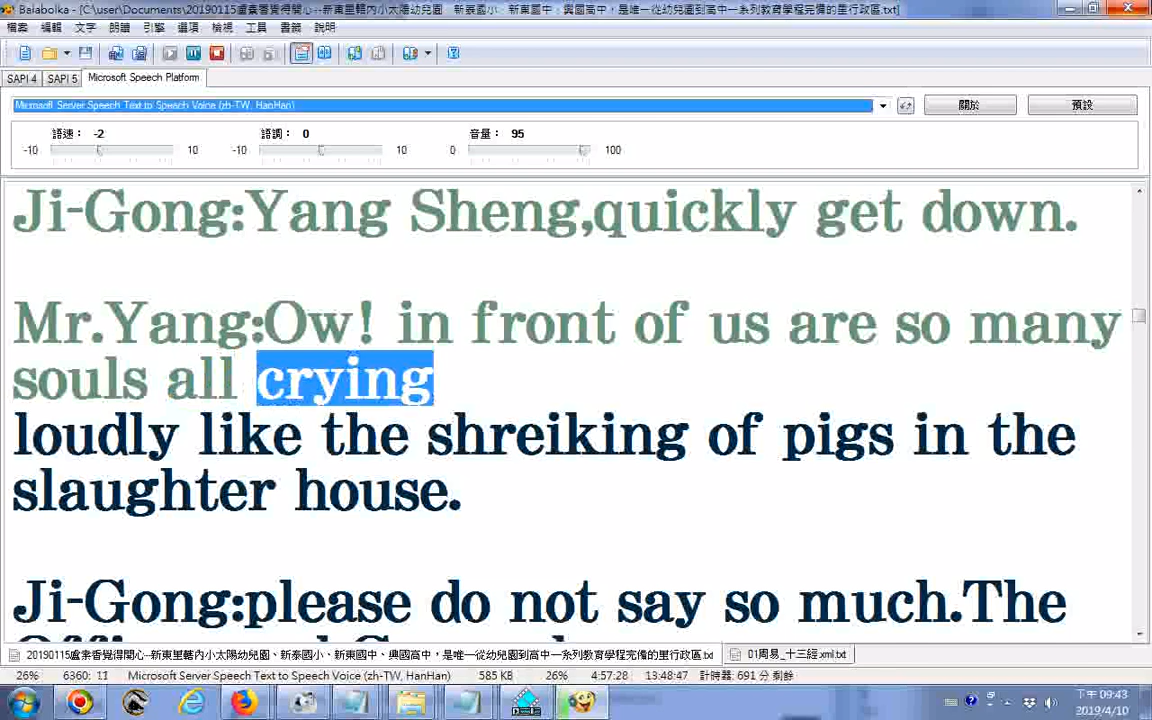 Balabolka - [C:\user\Documents\20190115盧素香覺得開心--新東里轄內小太陽幼兒園、新泰國小、新東國中、興國高中，是唯一從幼兒園到高中一系列教育學程完備的里行政區.txt]
檔案 編輯 文字 朗讀 引擎 選項 檢視 工具 書籤 說明
SAPI 4 SAPI 5 Microsoft Speech Platform
Microsoft Server Speech Text to Speech Voice (zh-TW, HanHan)
關於 預設
語速： -2 語調： 0 音量： 95
-10 10 -10 10 0 100
Ji-Gong:Yang Sheng,quickly get down.
Mr.Yang:Ow! in front of us are so many
souls all crying
loudly like the shreiking of pigs in the
slaughter house.
Ji-Gong:please do not say so much.The
20190115盧素香覺得開心--新東里轄內小太陽幼兒園、新泰國小、新東國中、興國高中，是唯一從幼兒園到高中一系列教育學程完備的里行政區.txt 01周易_十三經.xml.txt
26% 6360: 11 Microsoft Server Speech Text to Speech Voice (zh-TW, HanHan) 585 KB 26% 4:57:28 13:48:47 計時器: 691 分 剩餘
下午 09:43
2019/4/10